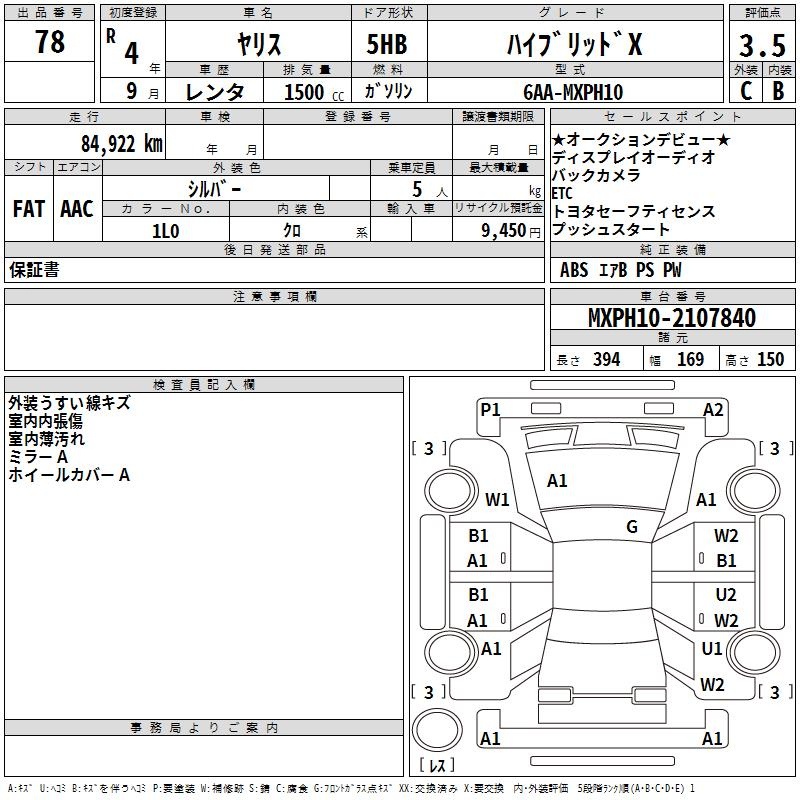 出品番号 初度登録 車名 ドア形状 グレード 評価点
78 R 4 年 ヤリス 5HB ハイブリッドX 3.5
車歴 排気量 燃料 型式 外装 内装
9 月 レンタ 1500 CC ガソリン 6AA-MXPH10 C B
走行 車検 登録番号 譲渡書類期限
84,922 km 年 月 月 日
シフト エアコン 外装色 乗車定員 最大積載量
FAT AAC シルバー 5 人 kg
カラーNo. 内装色 輸入車 リサイクル預託金
1L0 クロ 系 9,450 円
後日発送部品
保証書
セールスポイント
★オークションデビュー★
ディスプレイオーディオ
バックカメラ
ETC
トヨタセーフティセンス
プッシュスタート
純正装備
ABS エアB PS PW
注意事項欄
車台番号
MXPH10-2107840
諸元
長さ 394 幅 169 高さ 150
検査員記入欄
外装うすい線キズ
室内内張傷
室内薄汚れ
ミラーA
ホイールカバーA
事務局よりご案内
P1 A2
[ 3 ] [ 3 ]
A1
W1 A1
G
B1 W2
A1 B1
B1 U2
A1 W2
A1 U1
W2
[ 3 ] [ 3 ]
A1 A1
[ レス ]
A:キズ U:ヘコミ B:キズを伴うヘコミ P:要塗装 W:補修跡 S:錆 C:腐食 G:フロントガラス点キズ XX:交換済み X:要交換 内・外装評価 5段階ランク順(A・B・C・D・E) 1